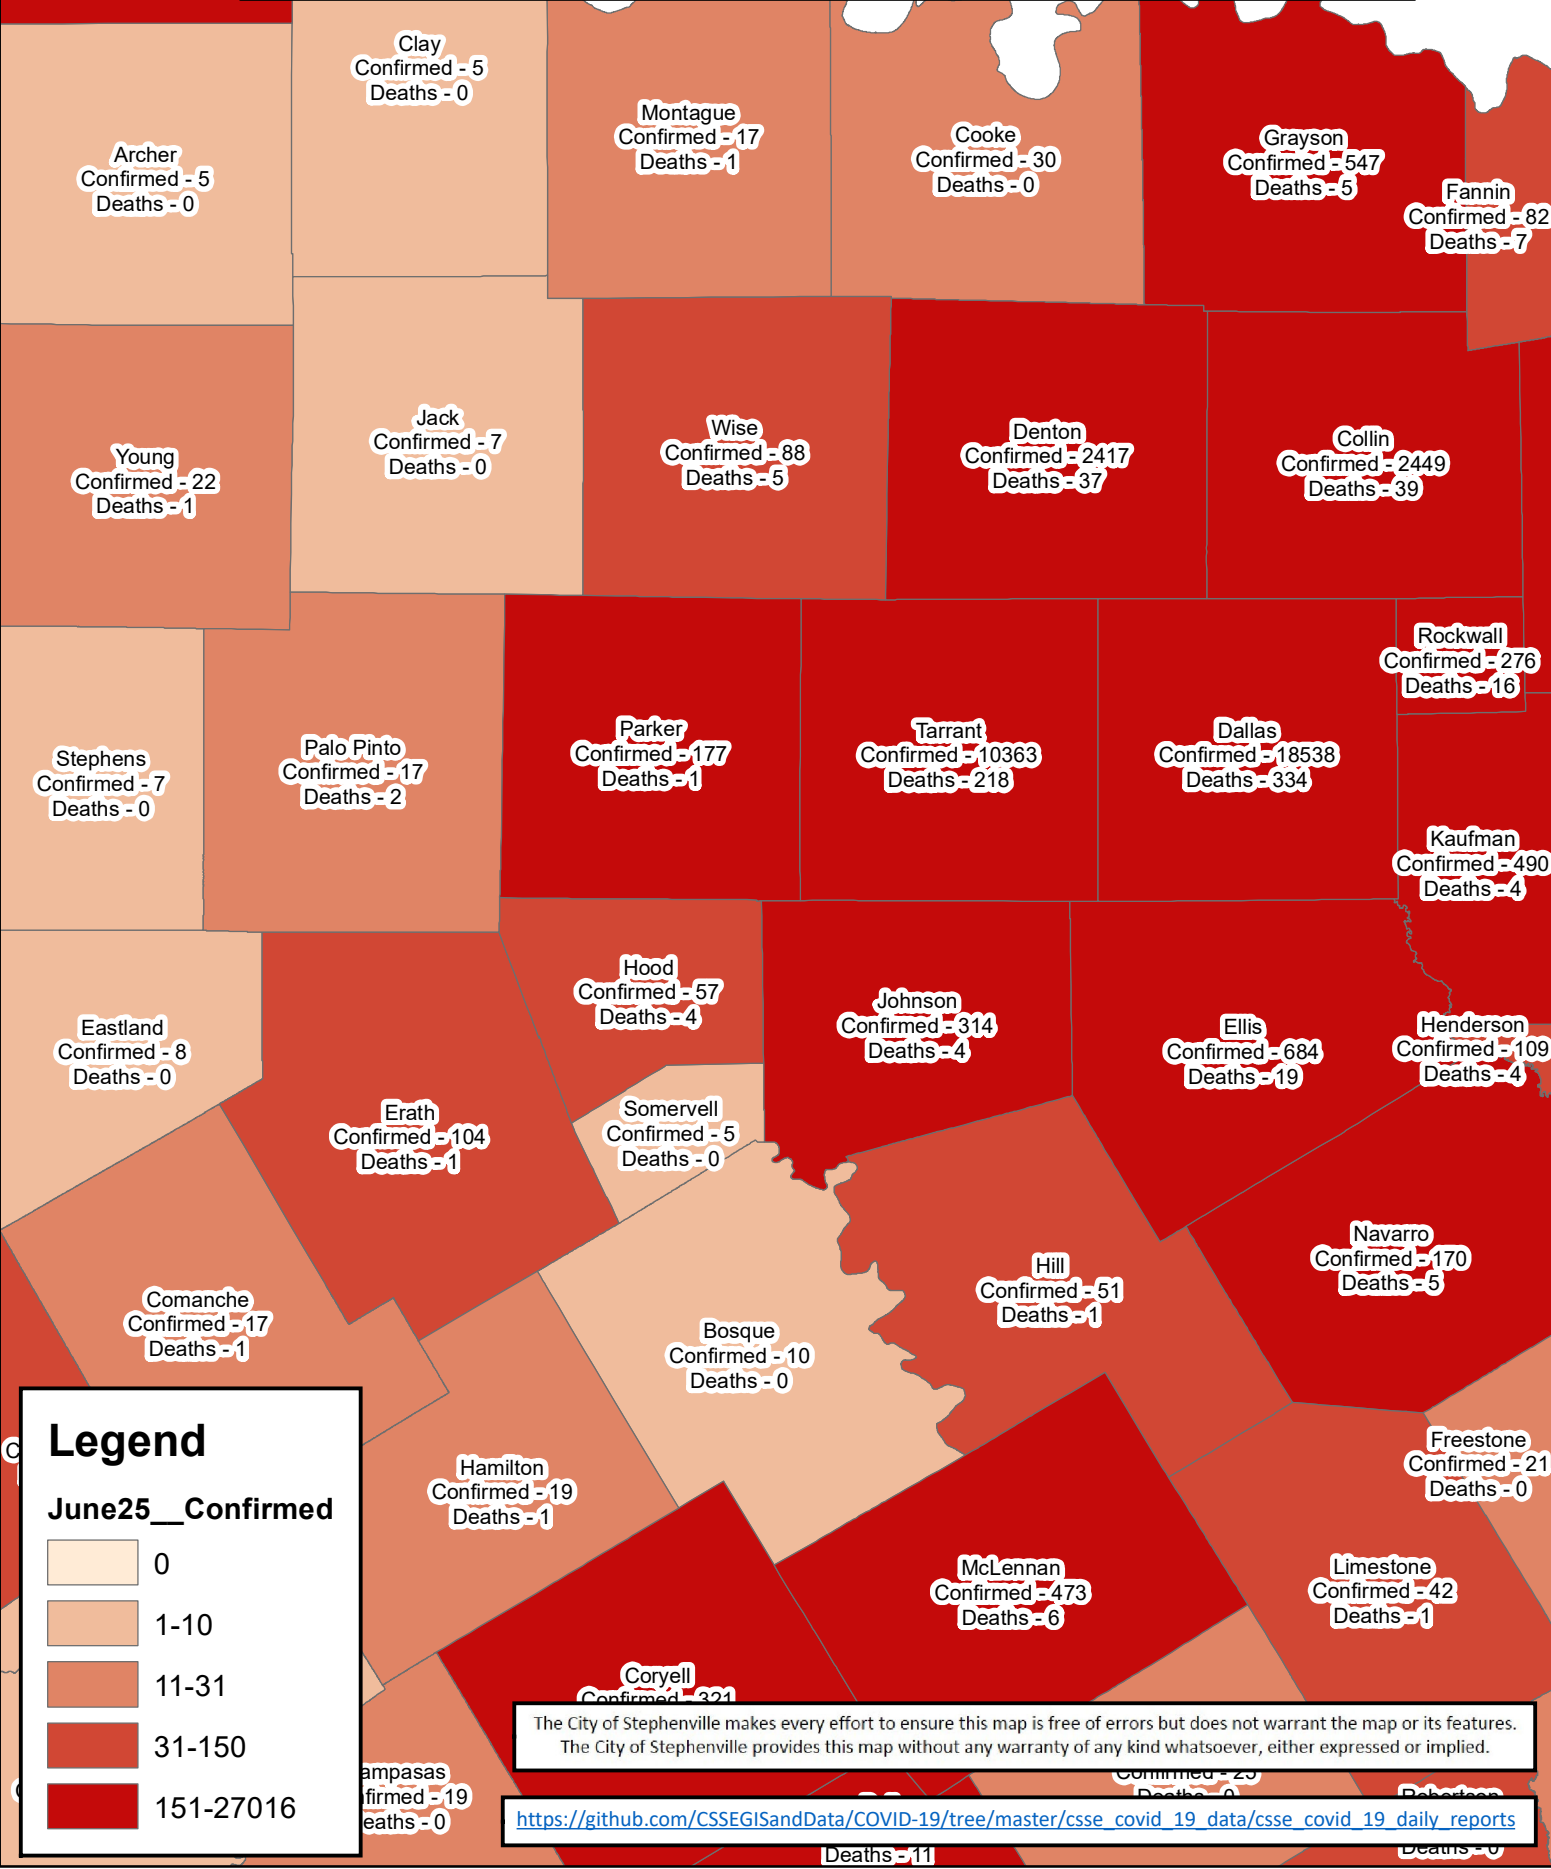 Clay
Confirmed - 5
Deaths - 0
Montague
Confirmed - 17
Deaths - 1
Cooke
Confirmed - 30
Deaths - 0
Grayson
Confirmed - 547
Deaths - 5
Archer
Confirmed - 5
Deaths - 0
Fannin
Confirmed - 82
Deaths - 7
Jack
Confirmed - 7
Deaths - 0
Wise
Confirmed - 88
Deaths - 5
Denton
Confirmed - 2417
Deaths - 37
Collin
Confirmed - 2449
Deaths - 39
Young
Confirmed - 22
Deaths - 1
Rockwall
Confirmed - 276
Deaths - 16
Stephens
Confirmed - 7
Deaths - 0
Palo Pinto
Confirmed - 17
Deaths - 2
Parker
Confirmed - 177
Deaths - 1
Tarrant
Confirmed - 10363
Deaths - 218
Dallas
Confirmed - 18538
Deaths - 334
Kaufman
Confirmed - 490
Deaths - 4
Hood
Confirmed - 57
Deaths - 4
Johnson
Confirmed - 314
Deaths - 4
Ellis
Confirmed - 684
Deaths - 19
Henderson
Confirmed - 109
Deaths - 4
Eastland
Confirmed - 8
Deaths - 0
Erath
Confirmed - 104
Deaths - 1
Somervell
Confirmed - 5
Deaths - 0
Navarro
Confirmed - 170
Deaths - 5
Hill
Confirmed - 51
Deaths - 1
Comanche
Confirmed - 17
Deaths - 1
Bosque
Confirmed - 10
Deaths - 0
Freestone
Confirmed - 21
Deaths - 0
Hamilton
Confirmed - 19
Deaths - 1
McLennan
Confirmed - 473
Deaths - 6
Limestone
Confirmed - 42
Deaths - 1
Coryell
Confirmed - 321
ampasas
firmed - 19
eaths - 0
Confirmed - 25
Deaths - 0
Robertson
Deaths - 0
Deaths - 11
Legend
June25__Confirmed
0
1-10
11-31
31-150
151-27016
The City of Stephenville makes every effort to ensure this map is free of errors but does not warrant the map or its features.
The City of Stephenville provides this map without any warranty of any kind whatsoever, either expressed or implied.
https://github.com/CSSEGISandData/COVID-19/tree/master/csse_covid_19_data/csse_covid_19_daily_reports